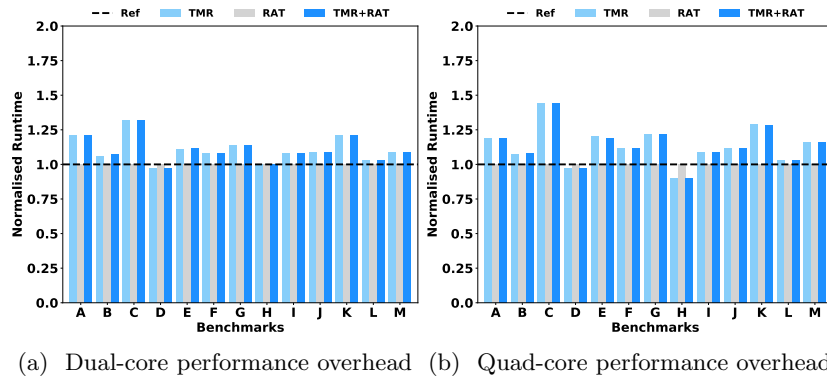 Ref TMR RAT TMR+RAT
2.0
1.75
1.5
1.25
1.0
0.75
0.5
0.25
0.0
Normalised Runtime
A B C D E F G H I J K L M
Benchmarks
(a) Dual-core performance overhead
Ref TMR RAT TMR+RAT
2.0
1.75
1.5
1.25
1.0
0.75
0.5
0.25
0.0
Normalised Runtime
A B C D E F G H I J K L M
Benchmarks
(b) Quad-core performance overhead